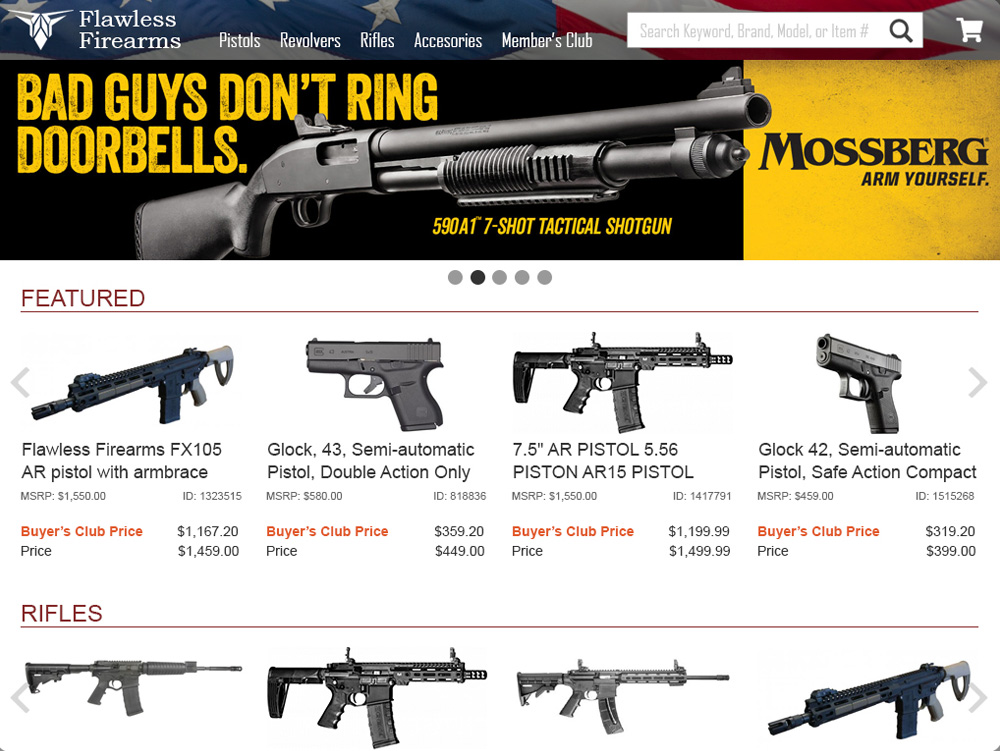 Flawless
Firearms
Pistols Revolvers Rifles Accesories Member's Club
Search Keyword, Brand, Model, or Item #
BAD GUYS DON'T RING
DOORBELLS.
MOSSBERG®
ARM YOURSELF.
590A1™ 7-SHOT TACTICAL SHOTGUN
FEATURED
Flawless Firearms FX105
AR pistol with armbrace
MSRP: $1,550.00 ID: 1323515
Buyer's Club Price $1,167.20
Price $1,459.00
Glock, 43, Semi-automatic
Pistol, Double Action Only
MSRP: $580.00 ID: 818836
Buyer's Club Price $359.20
Price $449.00
7.5" AR PISTOL 5.56
PISTON AR15 PISTOL
MSRP: $1,550.00 ID: 1417791
Buyer's Club Price $1,199.99
Price $1,499.99
Glock 42, Semi-automatic
Pistol, Safe Action Compact
MSRP: $459.00 ID: 1515268
Buyer's Club Price $319.20
Price $399.00
RIFLES